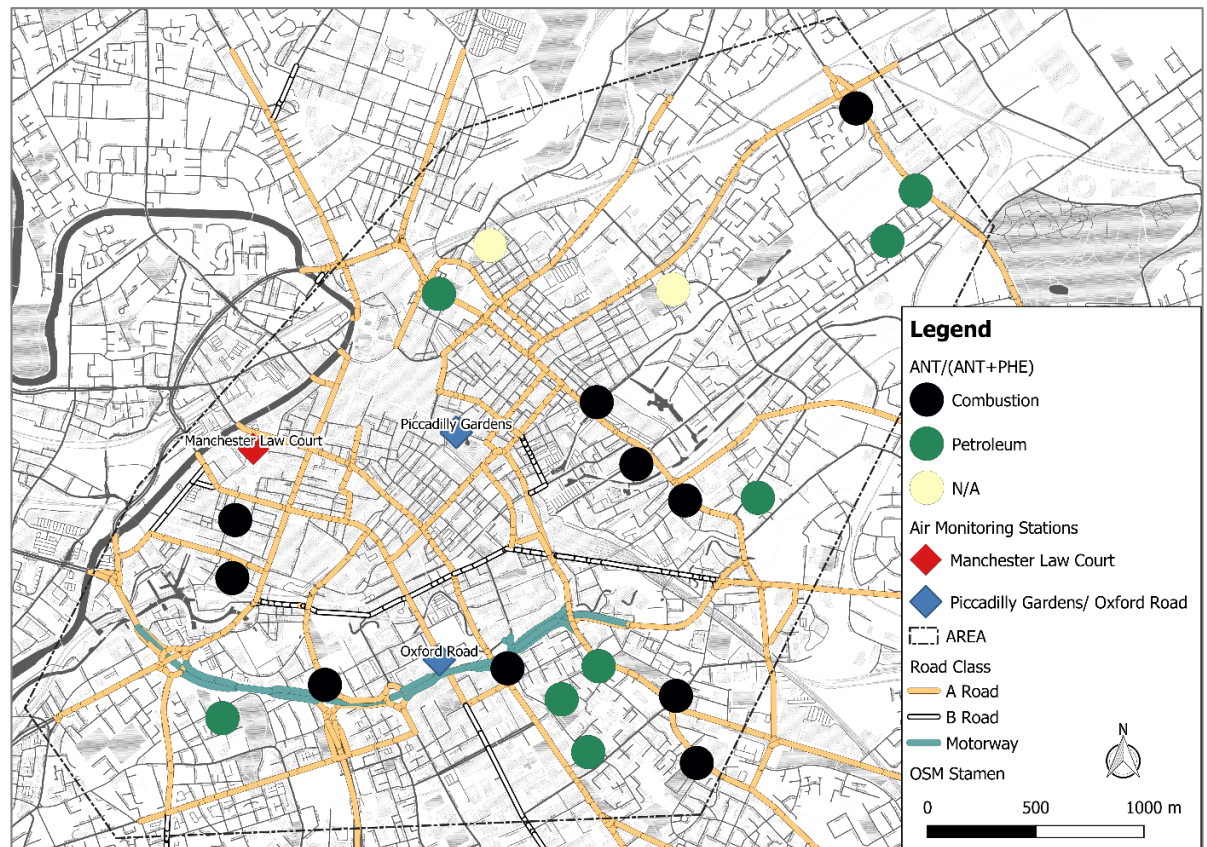 Piccadilly Gardens
Manchester Law Court
Oxford Road
Legend
ANT/(ANT+PHE)
Combustion
Petroleum
N/A
Air Monitoring Stations
Manchester Law Court
Piccadilly Gardens/ Oxford Road
AREA
Road Class
A Road
B Road
Motorway
OSM Stamen
N
0 500 1000 m